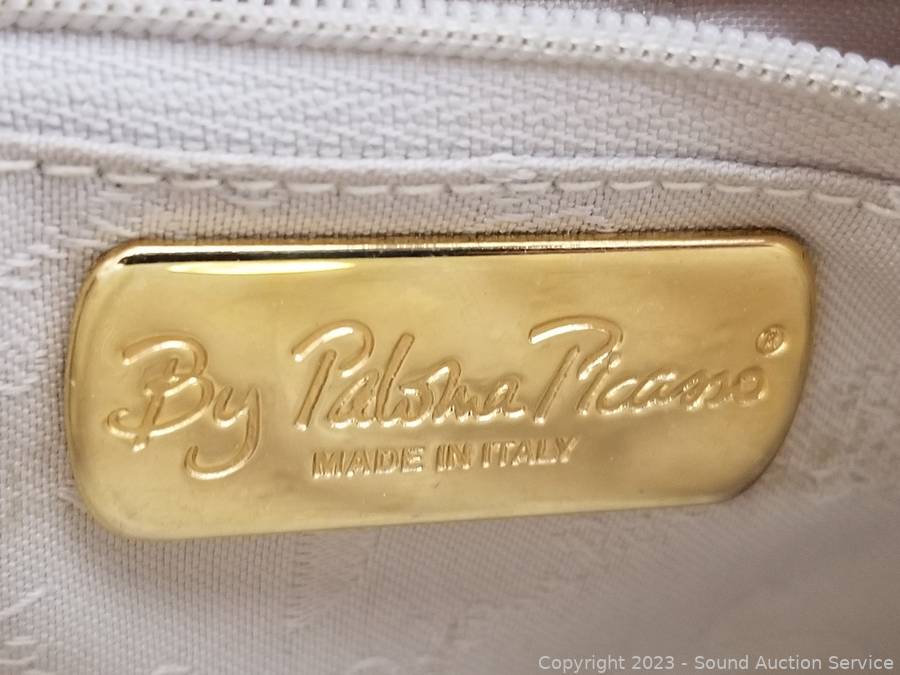 By Paloma Picasso ®
MADE IN ITALY
Copyright 2023 - Sound Auction Service